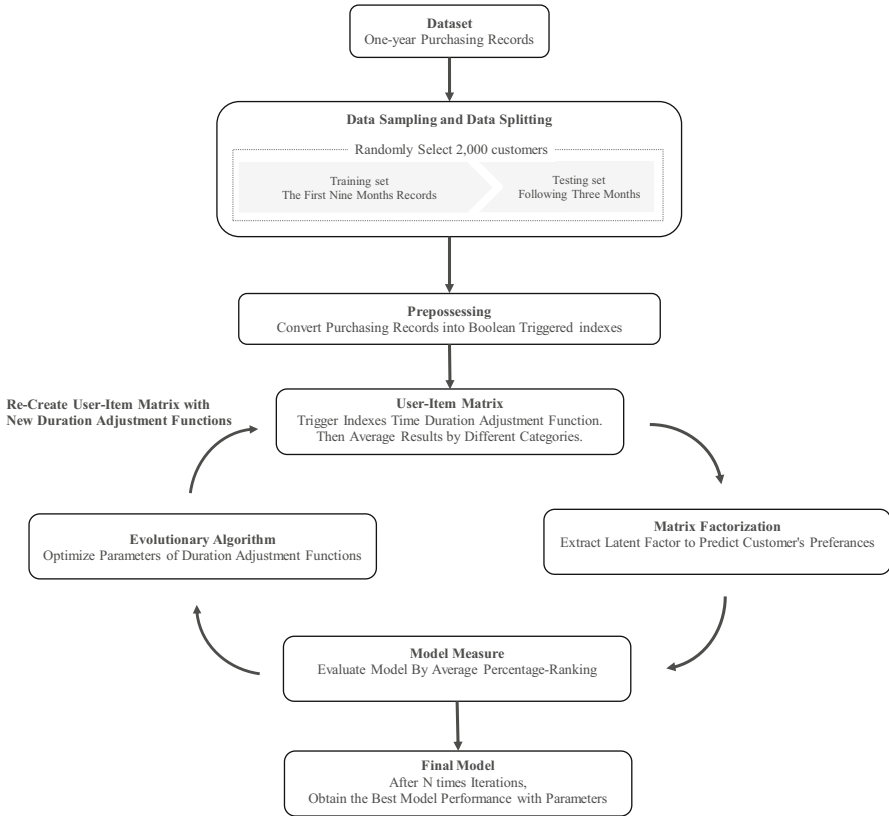 Dataset
One-year Purchasing Records
Data Sampling and Data Splitting
Randomly Select 2,000 customers
Training set
The First Nine Months Records
Testing set
Following Three Months
Prepossessing
Convert Purchasing Records into Boolean Triggered indexes
Re-Create User-Item Matrix with
New Duration Adjustment Functions
User-Item Matrix
Trigger Indexes Time Duration Adjustment Function.
Then Average Results by Different Categories.
Evolutionary Algorithm
Optimize Parameters of Duration Adjustment Functions
Matrix Factorization
Extract Latent Factor to Predict Customer's Preferances
Model Measure
Evaluate Model By Average Percentage-Ranking
Final Model
After N times Iterations,
Obtain the Best Model Performance with Parameters